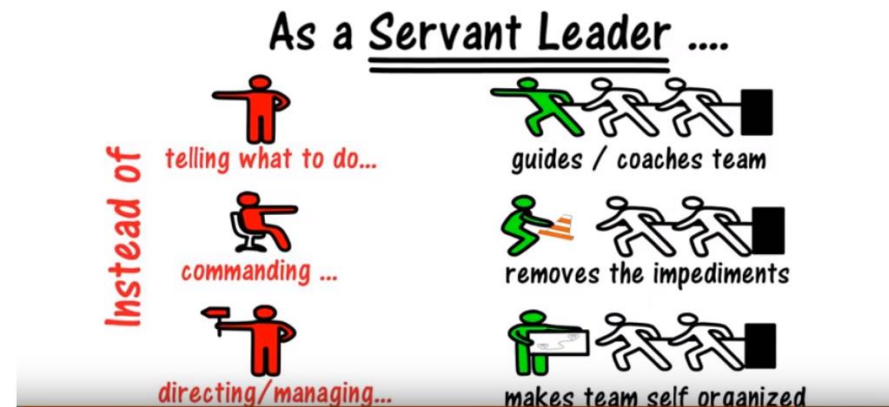 As a Servant Leader ....
Instead of
telling what to do...
guides / coaches team
commanding ...
removes the impediments
directing/managing...
makes team self organized